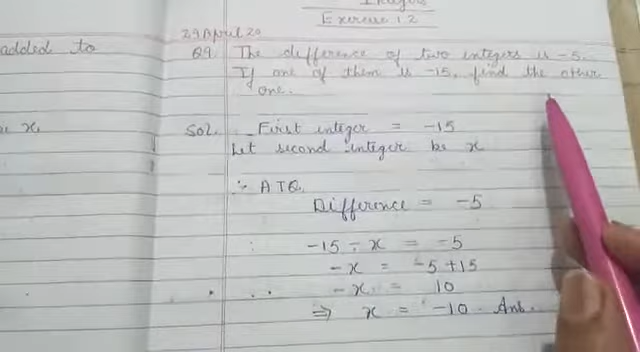 Integers
Exercise 1.2
29 April 20
added to
Q9. The difference of two integers is -5.
If one of them is -15, find the other
one.
x.
Sol. First integer = -15
Let second integer be x
∴ ATQ,
Difference = -5
-15 - x = -5
-x = -5+15
∴ -x = 10
⇒ x = -10 Ans.